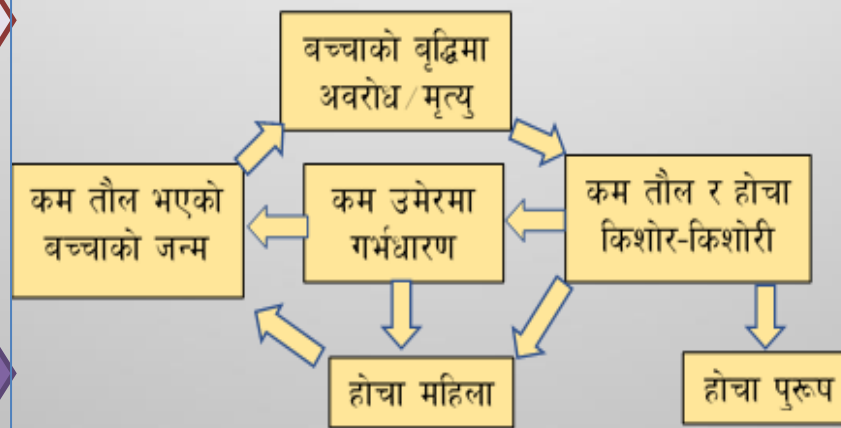 बच्चाको बृद्धिमा
अवरोध/मृत्यु
कम तौल भएको
बच्चाको जन्म
कम उमेरमा
गर्भधारण
कम तौल र होचा
किशोर-किशोरी
होचा महिला
होचा पुरूप